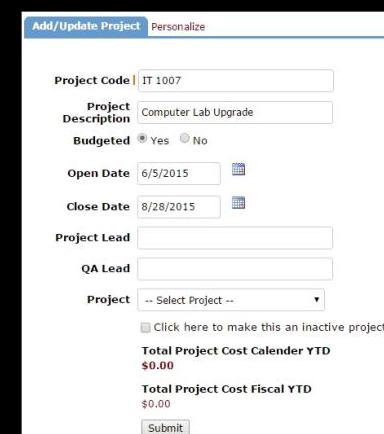 Add/Update Project Personalize
Project Code IT 1007
Project
Description Computer Lab Upgrade
Budgeted Yes No
Open Date 6/5/2015
Close Date 8/28/2015
Project Lead
QA Lead
Project -- Select Project --
Click here to make this an inactive project
Total Project Cost Calender YTD
$0.00
Total Project Cost Fiscal YTD
$0.00
Submit